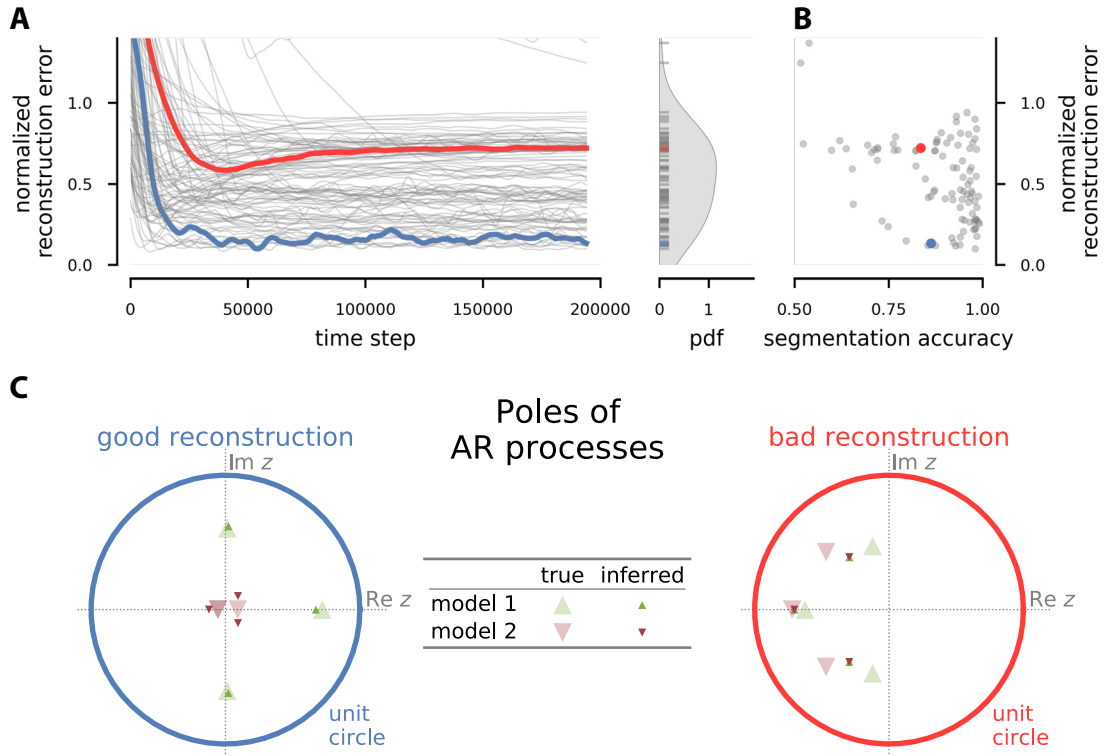 A
B
normalized
reconstruction error
1.0
0.5
0.0
0
50000
100000
150000
200000
time step
0
1
pdf
0.50
0.75
1.00
segmentation accuracy
1.0
0.5
0.0
normalized
reconstruction error
C
Poles of
AR processes
good reconstruction
Im z
Re z
unit
circle
true inferred
model 1
model 2
bad reconstruction
Im z
Re z
unit
circle